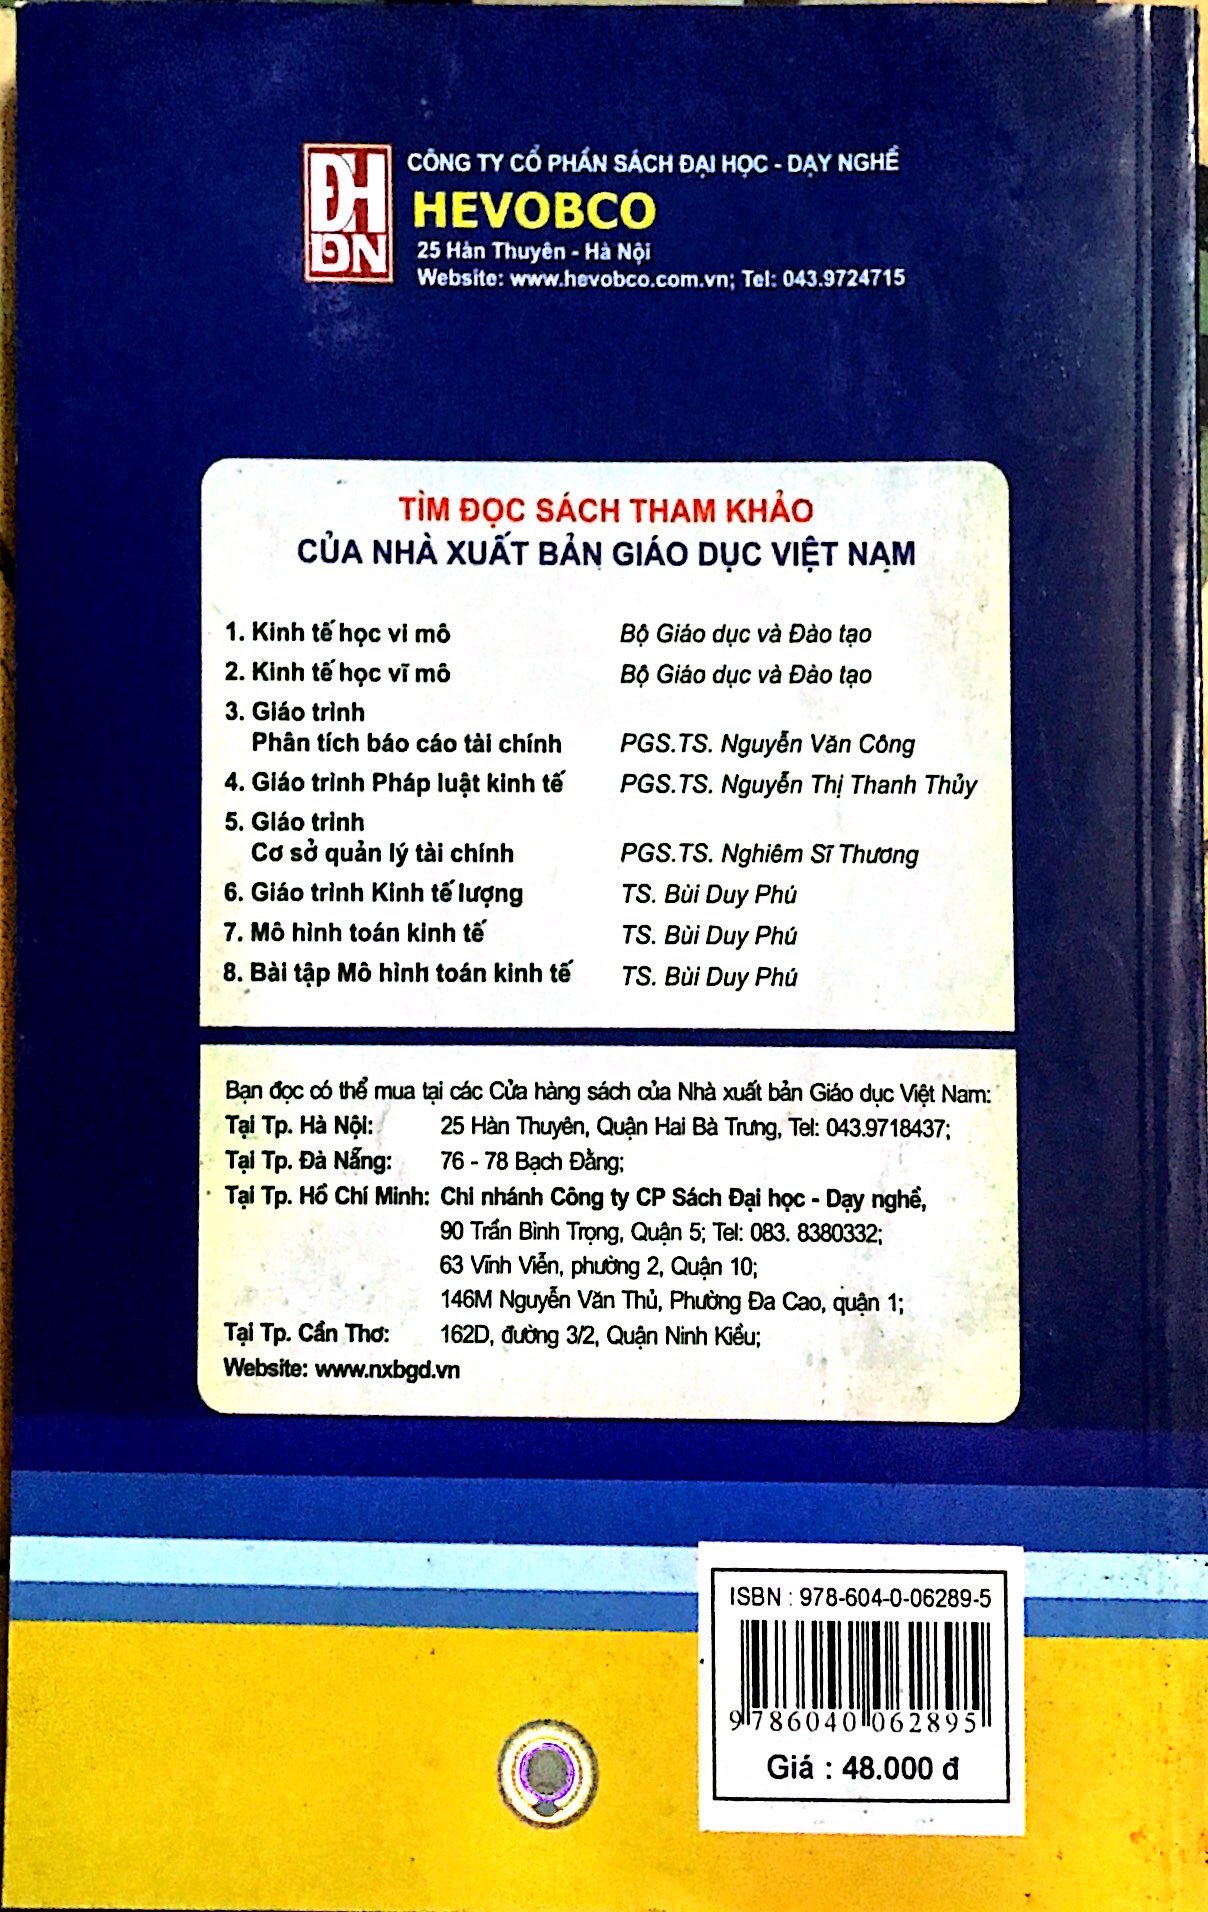 ĐH
DN
CÔNG TY CỔ PHẦN SÁCH ĐẠI HỌC - DẠY NGHỀ
HEVOBCO
25 Hàn Thuyên - Hà Nội
Website: www.hevobco.com.vn; Tel: 043.9724715
TÌM ĐỌC SÁCH THAM KHẢO
CỦA NHÀ XUẤT BẢN GIÁO DỤC VIỆT NAM
1. Kinh tế học vi mô Bộ Giáo dục và Đào tạo
2. Kinh tế học vĩ mô Bộ Giáo dục và Đào tạo
3. Giáo trình
Phân tích báo cáo tài chính PGS.TS. Nguyễn Văn Công
4. Giáo trình Pháp luật kinh tế PGS.TS. Nguyễn Thị Thanh Thủy
5. Giáo trình
Cơ sở quản lý tài chính PGS.TS. Nghiêm Sĩ Thương
6. Giáo trình Kinh tế lượng TS. Bùi Duy Phú
7. Mô hình toán kinh tế TS. Bùi Duy Phú
8. Bài tập Mô hình toán kinh tế TS. Bùi Duy Phú
Bạn đọc có thể mua tại các Cửa hàng sách của Nhà xuất bản Giáo dục Việt Nam:
Tại Tp. Hà Nội: 25 Hàn Thuyên, Quận Hai Bà Trưng, Tel: 043.9718437;
Tại Tp. Đà Nẵng: 76 - 78 Bạch Đằng;
Tại Tp. Hồ Chí Minh: Chi nhánh Công ty CP Sách Đại học - Dạy nghề,
90 Trần Bình Trọng, Quận 5; Tel: 083. 8380332;
63 Vĩnh Viễn, phường 2, Quận 10;
146M Nguyễn Văn Thủ, Phường Đa Cao, quận 1;
Tại Tp. Cần Thơ: 162D, đường 3/2, Quận Ninh Kiều;
Website: www.nxbgd.vn
ISBN : 978-604-0-06289-5
9 786040 062895
Giá : 48.000 đ